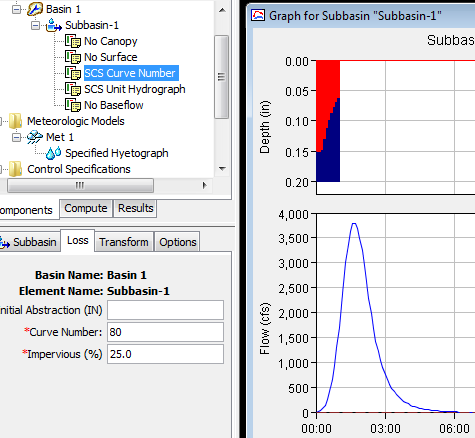 Basin 1
Subbasin-1
No Canopy
No Surface
SCS Curve Number
SCS Unit Hydrograph
No Baseflow
Meteorologic Models
Met 1
Specified Hyetograph
Control Specifications
Components Compute Results
Subbasin Loss Transform Options
Basin Name: Basin 1
Element Name: Subbasin-1
Initial Abstraction (IN)
*Curve Number: 80
*Impervious (%) 25.0
Graph for Subbasin "Subbasin-1"
Subbas
0.00
0.05
0.10
0.15
0.20
Depth (in)
4,000
3,500
3,000
2,500
2,000
1,500
1,000
500
0
Flow (cfs)
00:00 03:00 06:00